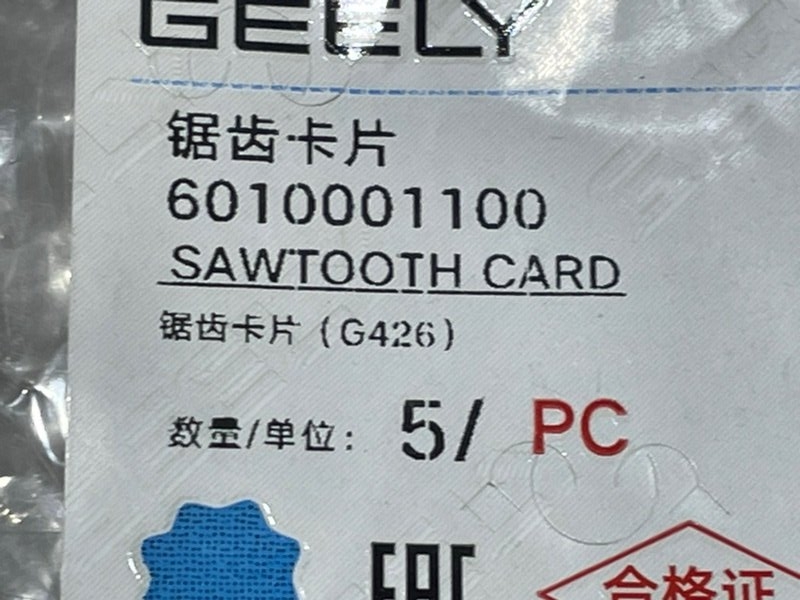 GEELY
锯齿卡片
6010001100
SAWTOOTH CARD
锯齿卡片 (G426)
数量/单位: 5/ PC
EAC
合格证